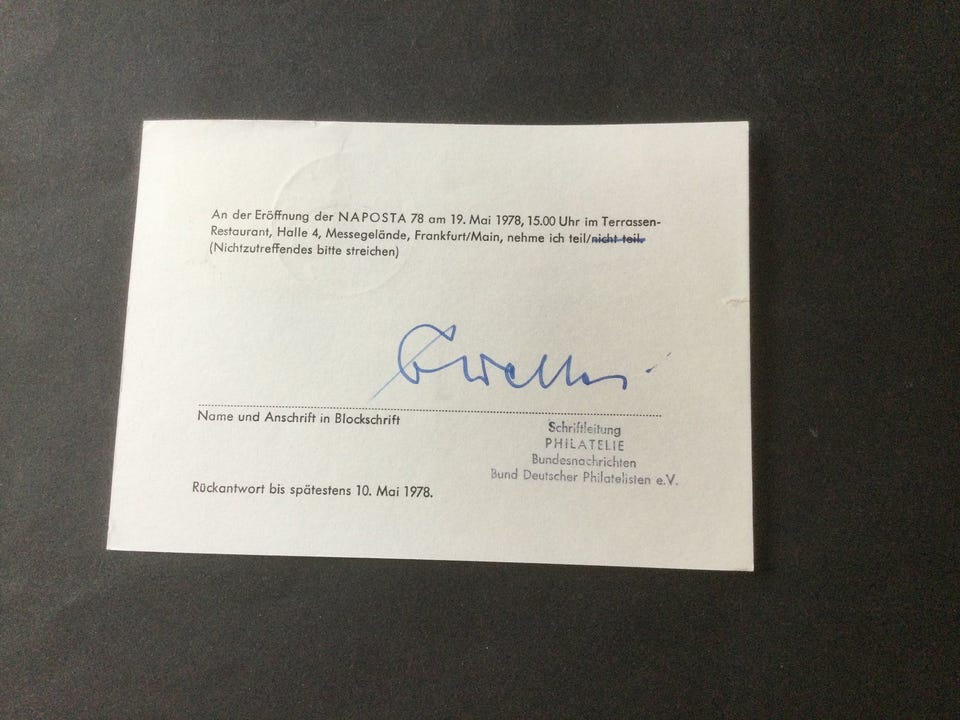 An der Eröffnung der NAPOSTA 78 am 19. Mai 1978, 15.00 Uhr im Terrassen-
Restaurant, Halle 4, Messegelände, Frankfurt/Main, nehme ich teil/nicht teil.
(Nichtzutreffendes bitte streichen)
Name und Anschrift in Blockschrift
Schriftleitung
PHILATELIE
Bundesnachrichten
Bund Deutscher Philatelisten e.V.
Rückantwort bis spätestens 10. Mai 1978.